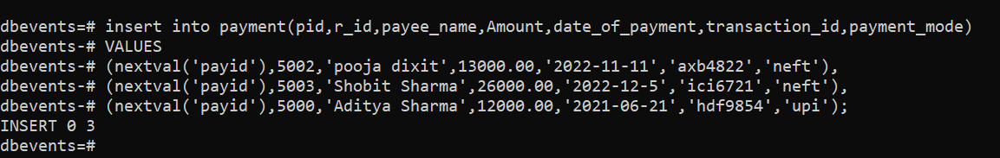 dbevents=# insert into payment(pid,r_id,payee_name,Amount,date_of_payment,transaction_id,payment_mode)
dbevents-# VALUES
dbevents-# (nextval('payid'),5002,'pooja dixit',13000.00,'2022-11-11','axb4822','neft'),
dbevents-# (nextval('payid'),5003,'Shobit Sharma',26000.00,'2022-12-5','ici6721','neft'),
dbevents-# (nextval('payid'),5000,'Aditya Sharma',12000.00,'2021-06-21','hdf9854','upi');
INSERT 0 3
dbevents=#